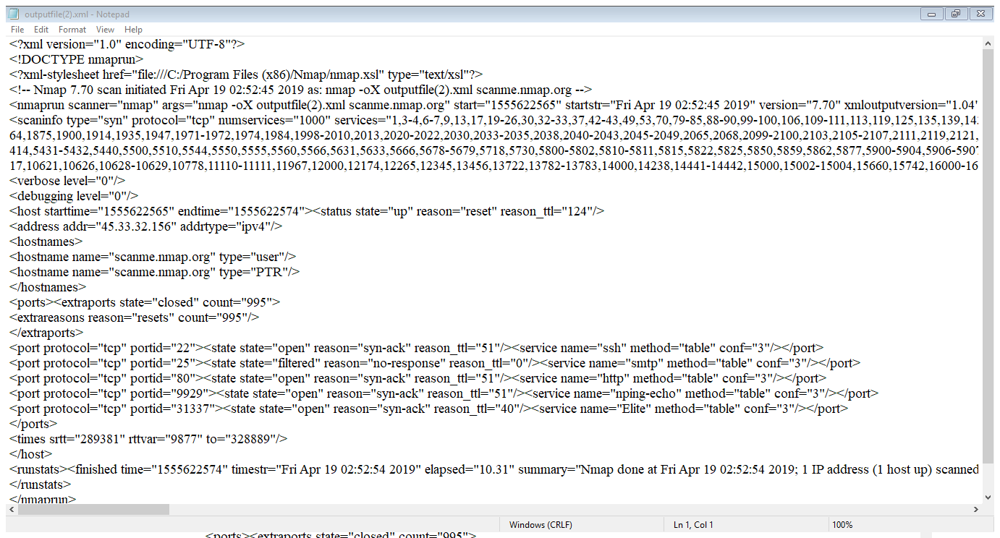 outputfile(2).xml - Notepad
File Edit Format View Help
<?xml version="1.0" encoding="UTF-8"?>
<!DOCTYPE nmaprun>
<?xml-stylesheet href="file:///C:/Program Files (x86)/Nmap/nmap.xsl" type="text/xsl"?>
<!-- Nmap 7.70 scan initiated Fri Apr 19 02:52:45 2019 as: nmap -oX outputfile(2).xml scanme.nmap.org -->
<nmaprun scanner="nmap" args="nmap -oX outputfile(2).xml scanme.nmap.org" start="1555622565" startstr="Fri Apr 19 02:52:45 2019" version="7.70" xmloutputversion="1.04"
<scaninfo type="syn" protocol="tcp" numservices="1000" services="1,3-4,6-7,9,13,17,19-26,30,32-33,37,42-43,49,53,70,79-85,88-90,99-100,106,109-111,113,119,125,135,139,14
64,1875,1900,1914,1935,1947,1971-1972,1974,1984,1998-2010,2013,2020-2022,2030,2033-2035,2038,2040-2043,2045-2049,2065,2068,2099-2100,2103,2105-2107,2111,2119,2121,
414,5431-5432,5440,5500,5510,5544,5550,5555,5560,5566,5631,5633,5666,5678-5679,5718,5730,5800-5802,5810-5811,5815,5822,5825,5850,5859,5862,5877,5900-5904,5906-5907
17,10621,10626,10628-10629,10778,11110-11111,11967,12000,12174,12265,12345,13456,13722,13782-13783,14000,14238,14441-14442,15000,15002-15004,15660,15742,16000-16
<verbose level="0"/>
<debugging level="0"/>
<host starttime="1555622565" endtime="1555622574"><status state="up" reason="reset" reason_ttl="124"/>
<address addr="45.33.32.156" addrtype="ipv4"/>
<hostnames>
<hostname name="scanme.nmap.org" type="user"/>
<hostname name="scanme.nmap.org" type="PTR"/>
</hostnames>
<ports><extraports state="closed" count="995">
<extrareasons reason="resets" count="995"/>
</extraports>
<port protocol="tcp" portid="22"><state state="open" reason="syn-ack" reason_ttl="51"/><service name="ssh" method="table" conf="3"/></port>
<port protocol="tcp" portid="25"><state state="filtered" reason="no-response" reason_ttl="0"/><service name="smtp" method="table" conf="3"/></port>
<port protocol="tcp" portid="80"><state state="open" reason="syn-ack" reason_ttl="51"/><service name="http" method="table" conf="3"/></port>
<port protocol="tcp" portid="9929"><state state="open" reason="syn-ack" reason_ttl="51"/><service name="nping-echo" method="table" conf="3"/></port>
<port protocol="tcp" portid="31337"><state state="open" reason="syn-ack" reason_ttl="40"/><service name="Elite" method="table" conf="3"/></port>
</ports>
<times srtt="289381" rttvar="9877" to="328889"/>
</host>
<runstats><finished time="1555622574" timestr="Fri Apr 19 02:52:54 2019" elapsed="10.31" summary="Nmap done at Fri Apr 19 02:52:54 2019; 1 IP address (1 host up) scanned
</runstats>
</nmaprun>
Windows (CRLF) Ln 1, Col 1 100%
<ports><extraports state="closed" count="995">